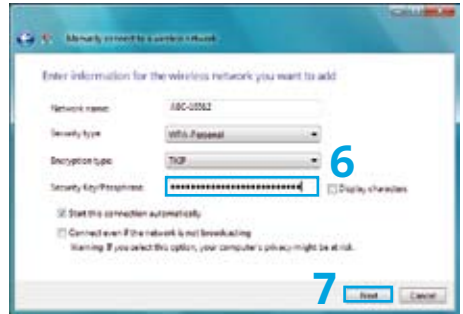 Manually connect to a wireless network
Enter information for the wireless network you want to add
Network name: ABC-10562
Security type: WPA-Personal
Encryption type: TKIP
6
Security Key/Passphrase: •••••••••••••••••••••••••• Display characters
Start this connection automatically
Connect even if the network is not broadcasting
Warning: If you select this option, your computer's privacy might be at risk.
7 Next Cancel